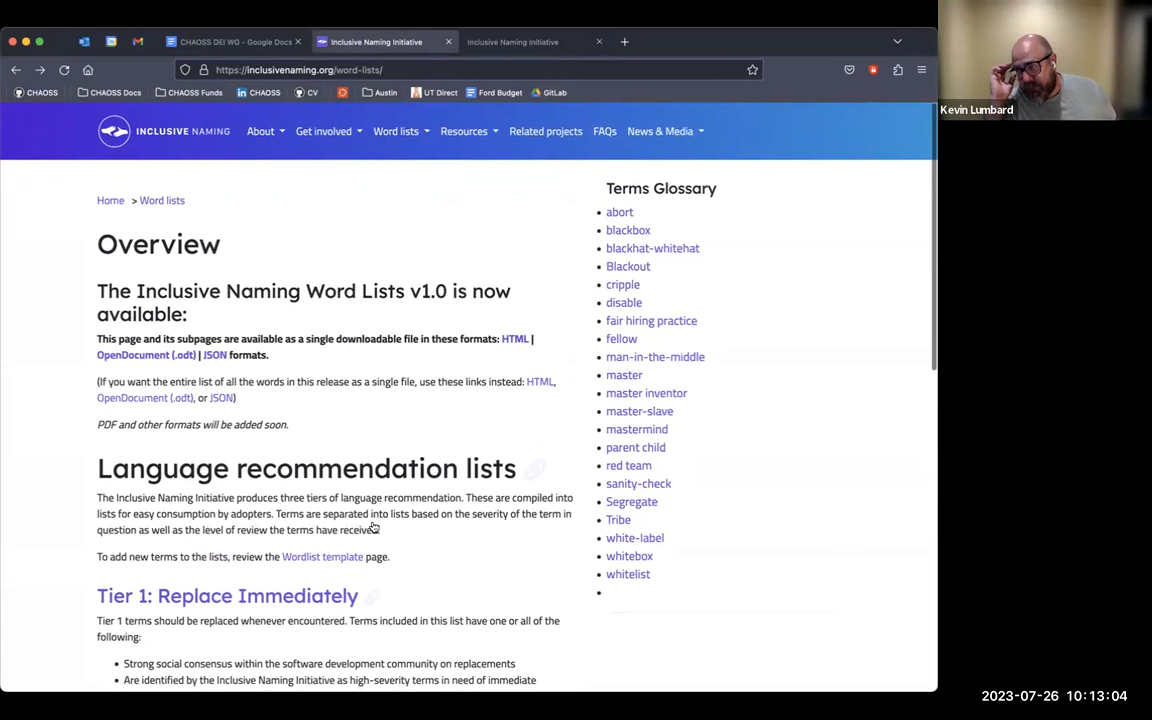 CHAOSS DEI WG - Google Docs
Inclusive Naming Initiative
Inclusive Naming Initiative
https://inclusivenaming.org/word-lists/
CHAOSS
CHAOSS Docs
CHAOSS Funds
CHAOSS
CV
Austin
UT Direct
Ford Budget
GitLab
Kevin Lumbard
INCLUSIVE NAMING
About
Get involved
Word lists
Resources
Related projects
FAQs
News & Media
Home > Word lists
Overview
The Inclusive Naming Word Lists v1.0 is now
available:
This page and its subpages are available as a single downloadable file in these formats: HTML |
OpenDocument (.odt) | JSON formats.
(If you want the entire list of all the words in this release as a single file, use these links instead: HTML,
OpenDocument (.odt), or JSON)
PDF and other formats will be added soon.
Language recommendation lists
The Inclusive Naming Initiative produces three tiers of language recommendation. These are compiled into
lists for easy consumption by adopters. Terms are separated into lists based on the severity of the term in
question as well as the level of review the terms have received.
To add new terms to the lists, review the Wordlist template page.
Tier 1: Replace Immediately
Tier 1 terms should be replaced whenever encountered. Terms included in this list have one or all of the
following:
• Strong social consensus within the software development community on replacements
• Are identified by the Inclusive Naming Initiative as high-severity terms in need of immediate
Terms Glossary
• abort
• blackbox
• blackhat-whitehat
• Blackout
• cripple
• disable
• fair hiring practice
• fellow
• man-in-the-middle
• master
• master inventor
• master-slave
• mastermind
• parent child
• red team
• sanity-check
• Segregate
• Tribe
• white-label
• whitebox
• whitelist
2023-07-26 10:13:04